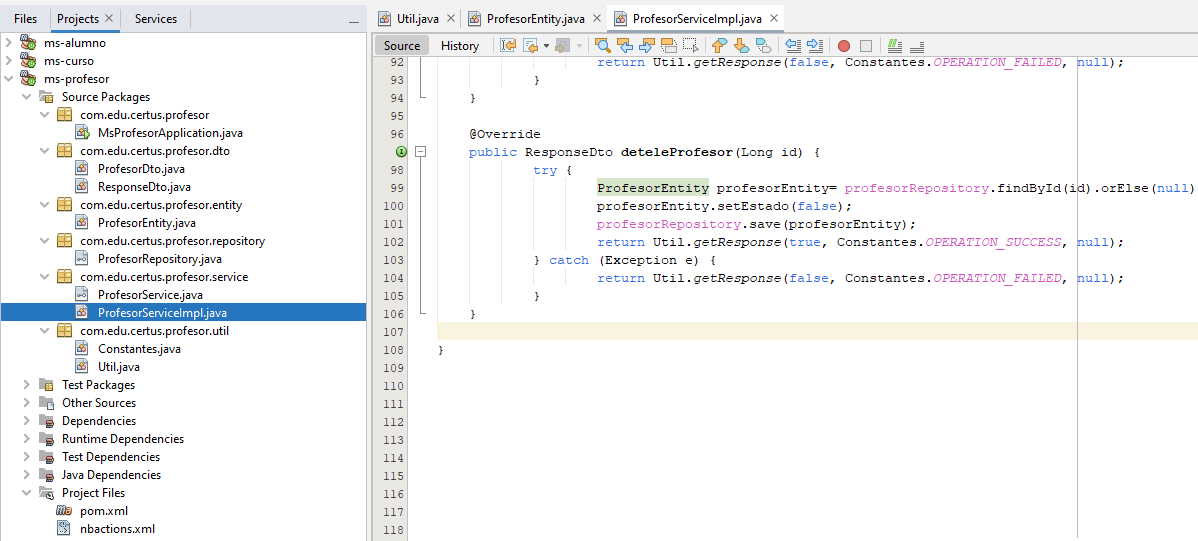 Files
Projects
Services
ms-alumno
ms-curso
ms-profesor
Source Packages
com.edu.certus.profesor
MsProfesorApplication.java
com.edu.certus.profesor.dto
ProfesorDto.java
ResponseDto.java
com.edu.certus.profesor.entity
ProfesorEntity.java
com.edu.certus.profesor.repository
ProfesorRepository.java
com.edu.certus.profesor.service
ProfesorService.java
ProfesorServiceImpl.java
com.edu.certus.profesor.util
Constantes.java
Util.java
Test Packages
Other Sources
Dependencies
Runtime Dependencies
Test Dependencies
Java Dependencies
Project Files
pom.xml
nbactions.xml
Util.java
ProfesorEntity.java
ProfesorServiceImpl.java
Source
History
92 return Util.getResponse(false, Constantes.OPERATION_FAILED, null);
93 }
94 }
95
96 @Override
public ResponseDto deteleProfesor(Long id) {
98 try {
99 ProfesorEntity profesorEntity= profesorRepository.findById(id).orElse(null)
100 profesorEntity.setEstado(false);
101 profesorRepository.save(profesorEntity);
102 return Util.getResponse(true, Constantes.OPERATION_SUCCESS, null);
103 } catch (Exception e) {
104 return Util.getResponse(false, Constantes.OPERATION_FAILED, null);
105 }
106 }
107
108 }
109
110
111
112
113
114
115
116
117
118